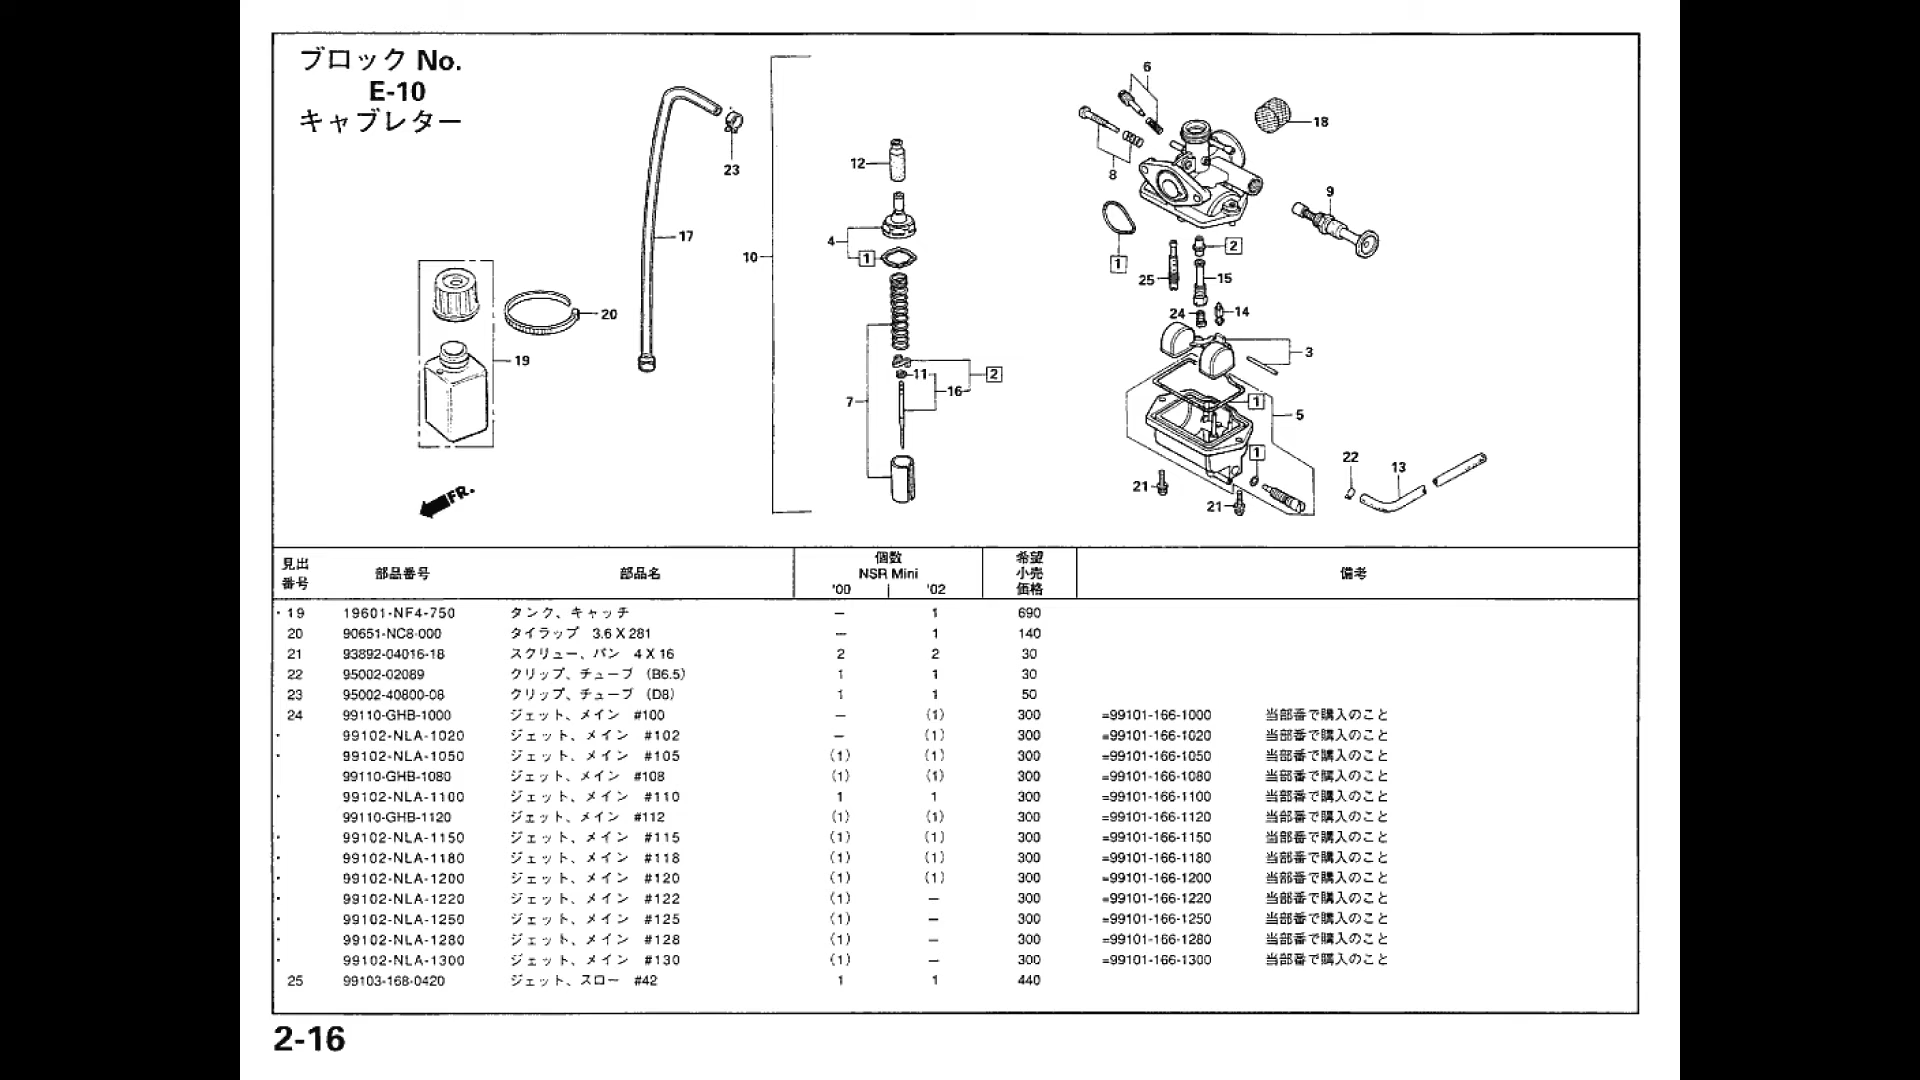 ブロック No.
E-10
キャブレター
6
18
23
12
8
9
17
4
1
10
1
2
25
15
20
24
14
19
3
11
2
16
7
1
5
1
22
13
21
21
FR.
見出番号 部品番号 部品名 個数 NSR Mini '00 '02 希望小売価格 備考
19 19601-NF4-750 タンク、キャッチ － 1 690
20 90651-NC8-000 タイラップ 3.6X281 － 1 140
21 93892-04016-18 スクリュー、パン 4X16 2 2 30
22 95002-02089 クリップ、チューブ (B6.5) 1 1 30
23 95002-40800-08 クリップ、チューブ (D8) 1 1 50
24 99110-GHB-1000 ジェット、メイン #100 － (1) 300 =99101-166-1000 当部番で購入のこと
99102-NLA-1020 ジェット、メイン #102 － (1) 300 =99101-166-1020 当部番で購入のこと
99102-NLA-1050 ジェット、メイン #105 (1) (1) 300 =99101-166-1050 当部番で購入のこと
99110-GHB-1080 ジェット、メイン #108 (1) (1) 300 =99101-166-1080 当部番で購入のこと
99102-NLA-1100 ジェット、メイン #110 1 1 300 =99101-166-1100 当部番で購入のこと
99110-GHB-1120 ジェット、メイン #112 (1) (1) 300 =99101-166-1120 当部番で購入のこと
99102-NLA-1150 ジェット、メイン #115 (1) (1) 300 =99101-166-1150 当部番で購入のこと
99102-NLA-1180 ジェット、メイン #118 (1) (1) 300 =99101-166-1180 当部番で購入のこと
99102-NLA-1200 ジェット、メイン #120 (1) (1) 300 =99101-166-1200 当部番で購入のこと
99102-NLA-1220 ジェット、メイン #122 (1) － 300 =99101-166-1220 当部番で購入のこと
99102-NLA-1250 ジェット、メイン #125 (1) － 300 =99101-166-1250 当部番で購入のこと
99102-NLA-1280 ジェット、メイン #128 (1) － 300 =99101-166-1280 当部番で購入のこと
99102-NLA-1300 ジェット、メイン #130 (1) － 300 =99101-166-1300 当部番で購入のこと
25 99103-168-0420 ジェット、スロー #42 1 1 440
2-16